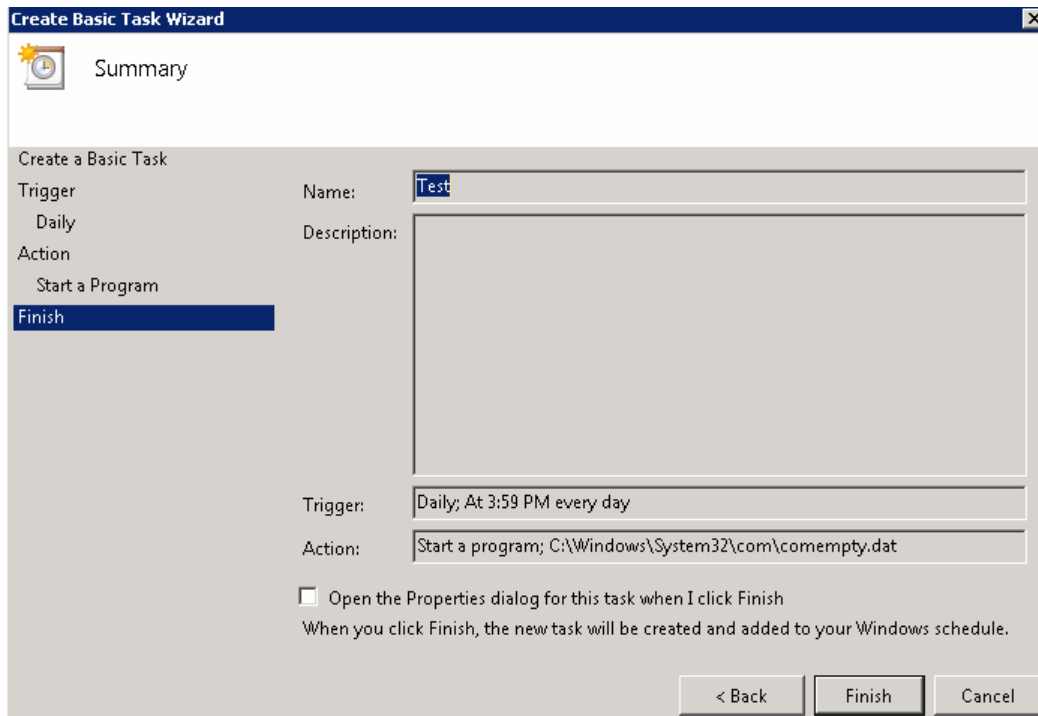 Create Basic Task Wizard
Summary
Create a Basic Task
Trigger
Daily
Action
Start a Program
Finish
Name: Test
Description:
Trigger: Daily; At 3:59 PM every day
Action: Start a program; C:\Windows\System32\com\comempty.dat
Open the Properties dialog for this task when I click Finish
When you click Finish, the new task will be created and added to your Windows schedule.
< Back Finish Cancel